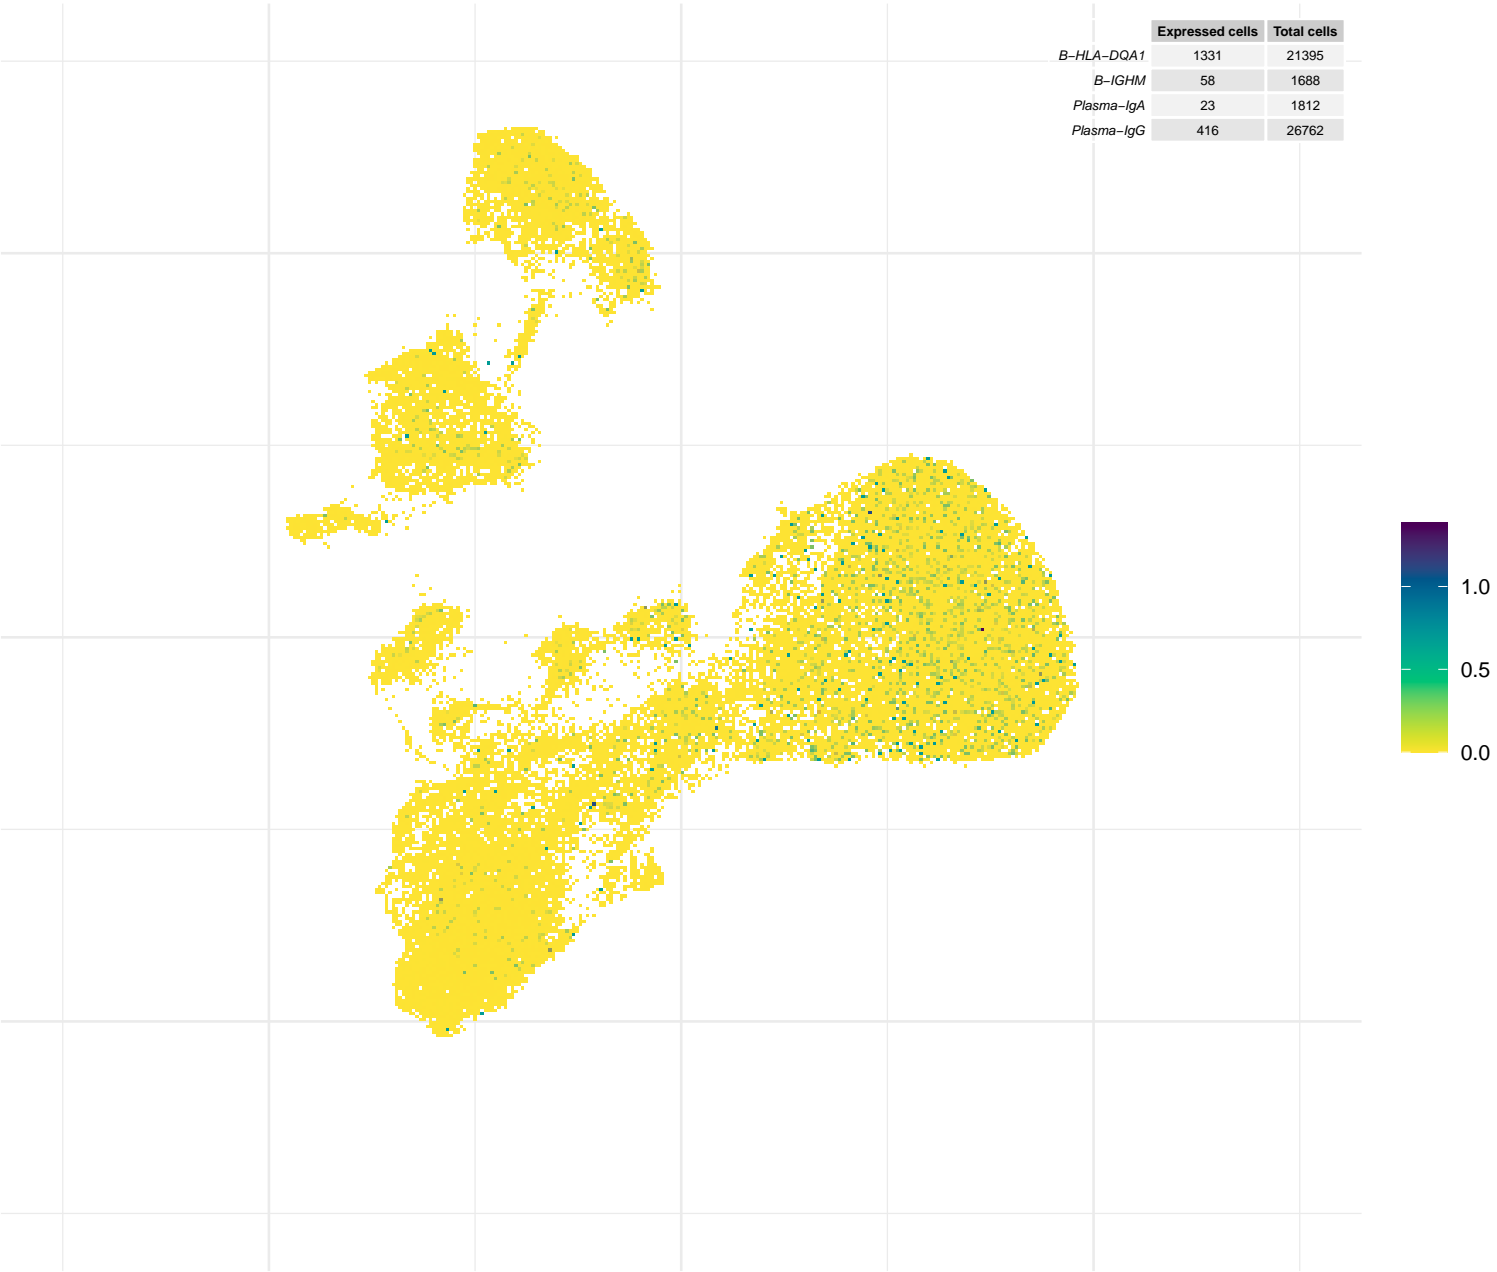 Expressed cells Total cells
B−HLA−DQA1 1331 21395
B−IGHM 58 1688
Plasma−IgA 23 1812
Plasma−IgG 416 26762
1.0
0.5
0.0